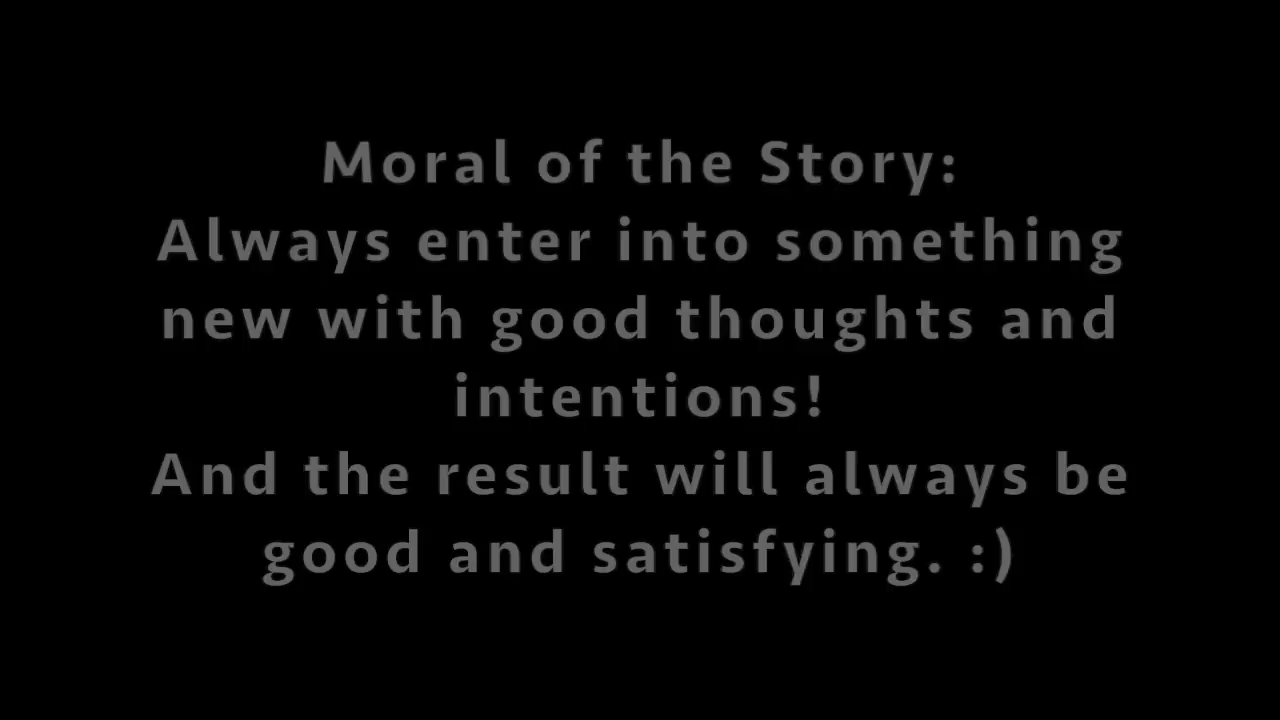 Moral of the Story:
Always enter into something
new with good thoughts and
intentions!
And the result will always be
good and satisfying. :)